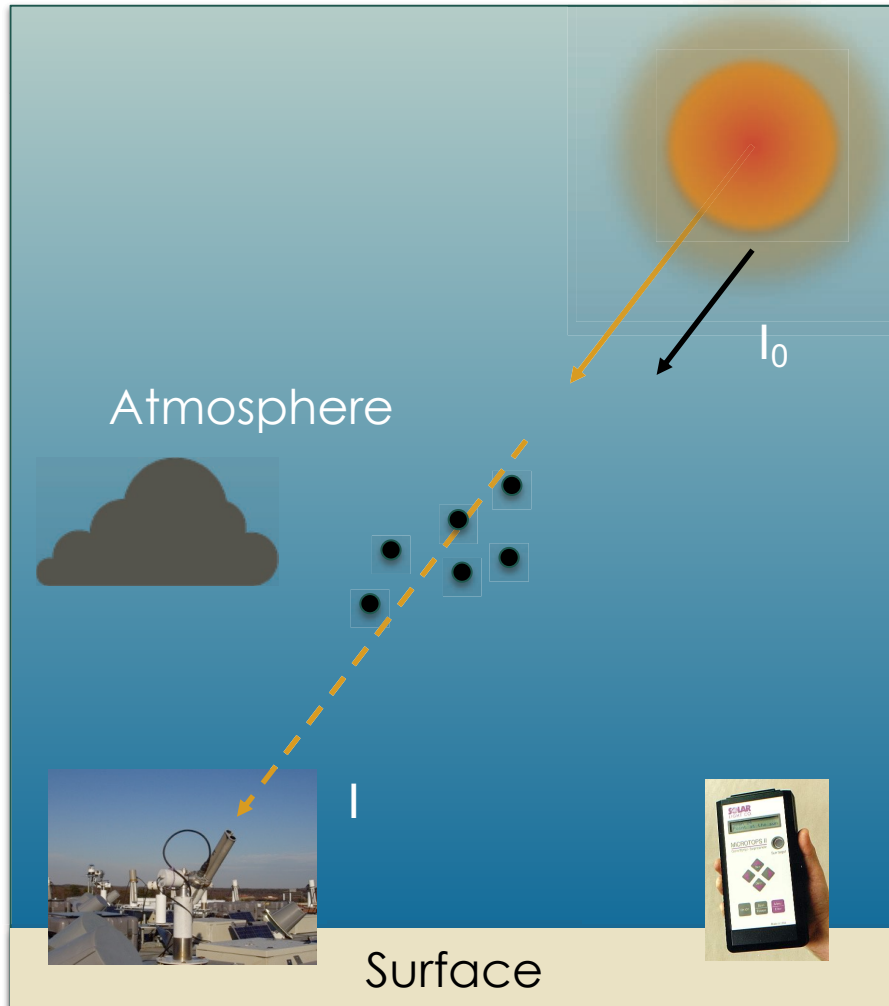 I₀
Atmosphere
I
SOLAR
MICROTOPS II
Surface